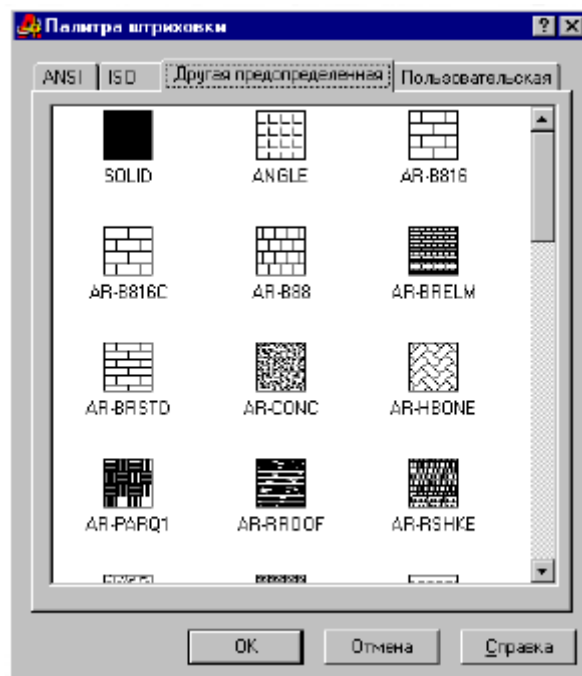 Палитра штриховки
ANSI ISO Другая предопределенная Пользовательская
SOLID ANGLE AR-B816
AR-B816C AR-B88 AR-BRELM
AR-BRSTD AR-CONC AR-HBONE
AR-PARQ1 AR-RROOF AR-RSHKE
OK Отмена Справка